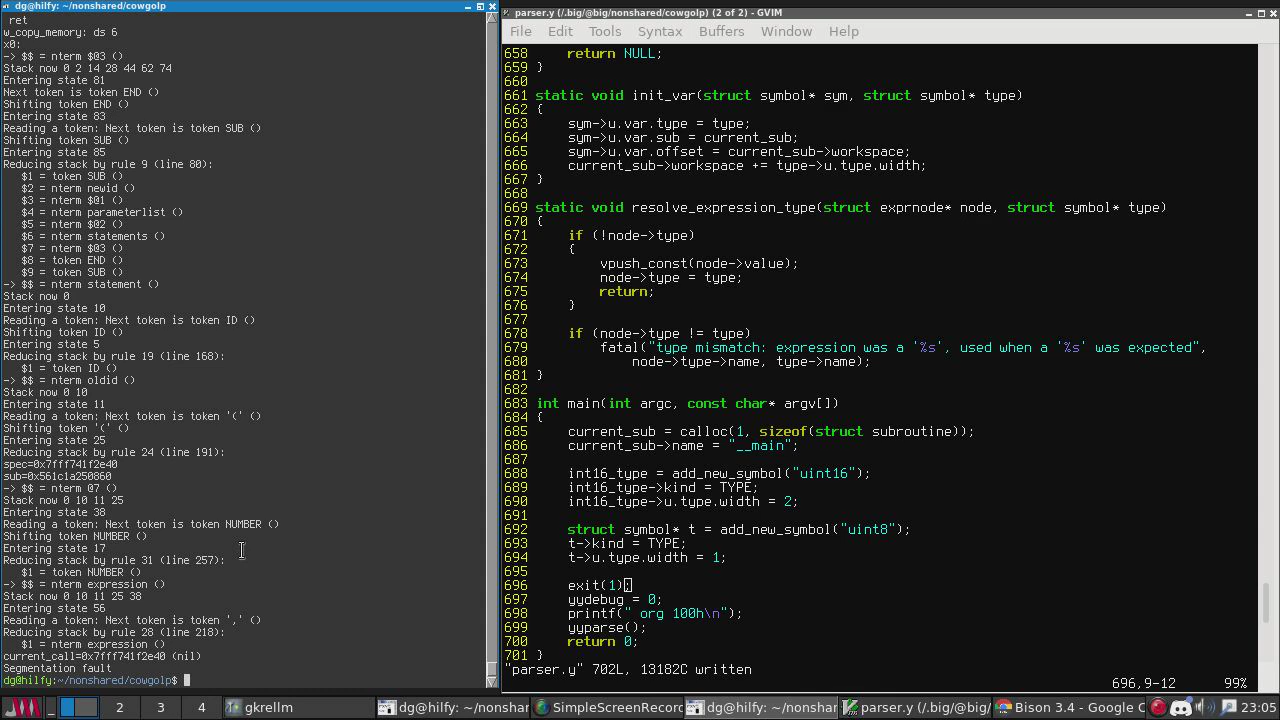 dg@hilfy: ~/nonshared/cowgolp
ret
w_copy_memory: ds 6
x0:
-> $$ = nterm $@3 ()
Stack now 0 2 14 28 44 62 74
Entering state 81
Next token is token END ()
Shifting token END ()
Entering state 83
Reading a token: Next token is token SUB ()
Shifting token SUB ()
Entering state 85
Reducing stack by rule 9 (line 80):
$1 = token SUB ()
$2 = nterm newid ()
$3 = nterm $@1 ()
$4 = nterm parameterlist ()
$5 = nterm $@2 ()
$6 = nterm statements ()
$7 = nterm $@3 ()
$8 = token END ()
$9 = token SUB ()
-> $$ = nterm statement ()
Stack now 0
Entering state 10
Reading a token: Next token is token ID ()
Shifting token ID ()
Entering state 5
Reducing stack by rule 19 (line 168):
$1 = token ID ()
-> $$ = nterm oldid ()
Stack now 0 10
Entering state 11
Reading a token: Next token is token '(' ()
Shifting token '(' ()
Entering state 25
Reducing stack by rule 24 (line 191):
spec=0x7fff741f2e40
sub=0x561c1a250860
-> $$ = nterm @7 ()
Stack now 0 10 11 25
Entering state 38
Reading a token: Next token is token NUMBER ()
Shifting token NUMBER ()
Entering state 17
Reducing stack by rule 31 (line 257):
$1 = token NUMBER ()
-> $$ = nterm expression ()
Stack now 0 10 11 25 38
Entering state 56
Reading a token: Next token is token ',' ()
Reducing stack by rule 28 (line 218):
$1 = nterm expression ()
current_call=0x7fff741f2e40 (nil)
Segmentation fault
dg@hilfy:~/nonshared/cowgolp$
parser.y (/.big/@big/nonshared/cowgolp) (2 of 2) - GVIM
File Edit Tools Syntax Buffers Window Help
658 return NULL;
659 }
660
661 static void init_var(struct symbol* sym, struct symbol* type)
662 {
663 sym->u.var.type = type;
664 sym->u.var.sub = current_sub;
665 sym->u.var.offset = current_sub->workspace;
666 current_sub->workspace += type->u.type.width;
667 }
668
669 static void resolve_expression_type(struct exprnode* node, struct symbol* type)
670 {
671 if (!node->type)
672 {
673 vpush_const(node->value);
674 node->type = type;
675 return;
676 }
677
678 if (node->type != type)
679 fatal("type mismatch: expression was a '%s', used when a '%s' was expected",
680 node->type->name, type->name);
681 }
682
683 int main(int argc, const char* argv[])
684 {
685 current_sub = calloc(1, sizeof(struct subroutine));
686 current_sub->name = "__main";
687
688 int16_type = add_new_symbol("uint16");
689 int16_type->kind = TYPE;
690 int16_type->u.type.width = 2;
691
692 struct symbol* t = add_new_symbol("uint8");
693 t->kind = TYPE;
694 t->u.type.width = 1;
695
696 exit(1);
697 yydebug = 0;
698 printf(" org 100h\n");
699 yyparse();
700 return 0;
701 }
"parser.y" 702L, 13182C written
696,9-12 99%
2 3 4 gkrellm dg@hilfy: ~/nonshar SimpleScreenRecor dg@hilfy: ~/nonshar parser.y (/.big/@big/ Bison 3.4 - Google C 23:05